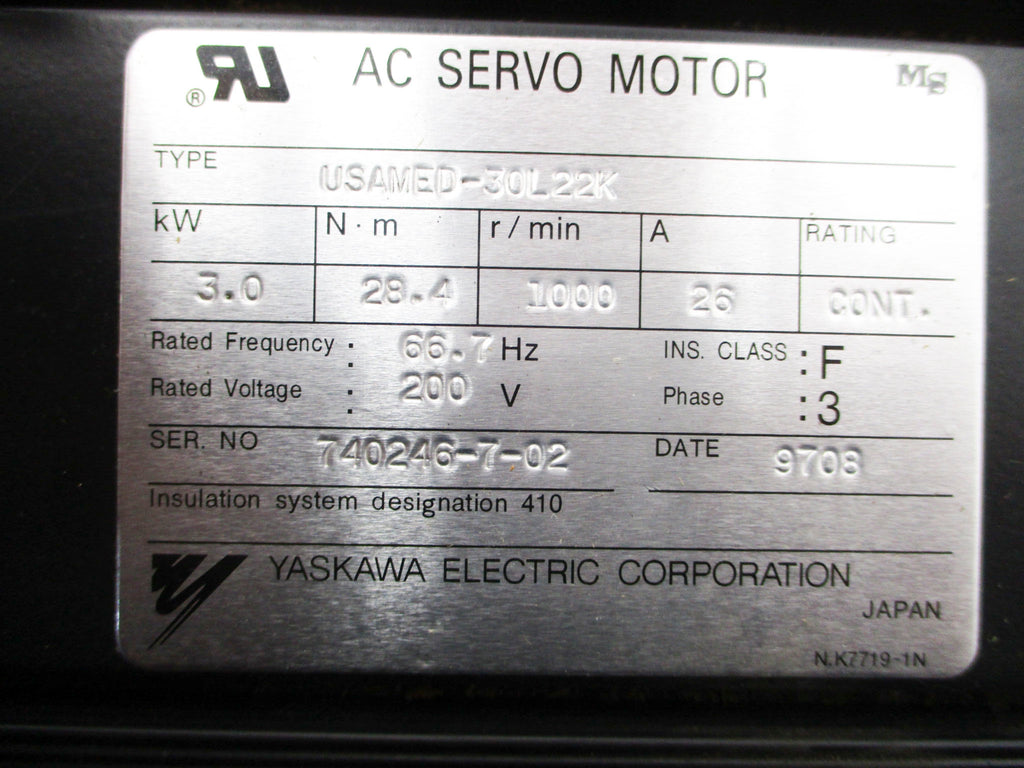 ® RU AC SERVO MOTOR MS
TYPE USAMED-30L22K
kW N·m r/min A RATING
3.0 28.4 1000 26 CONT.
Rated Frequency : 66.7 Hz INS. CLASS : F
Rated Voltage : 200 V Phase : 3
SER. NO 740246-7-02 DATE 9708
Insulation system designation 410
YASKAWA ELECTRIC CORPORATION
JAPAN
N.K7719-1N